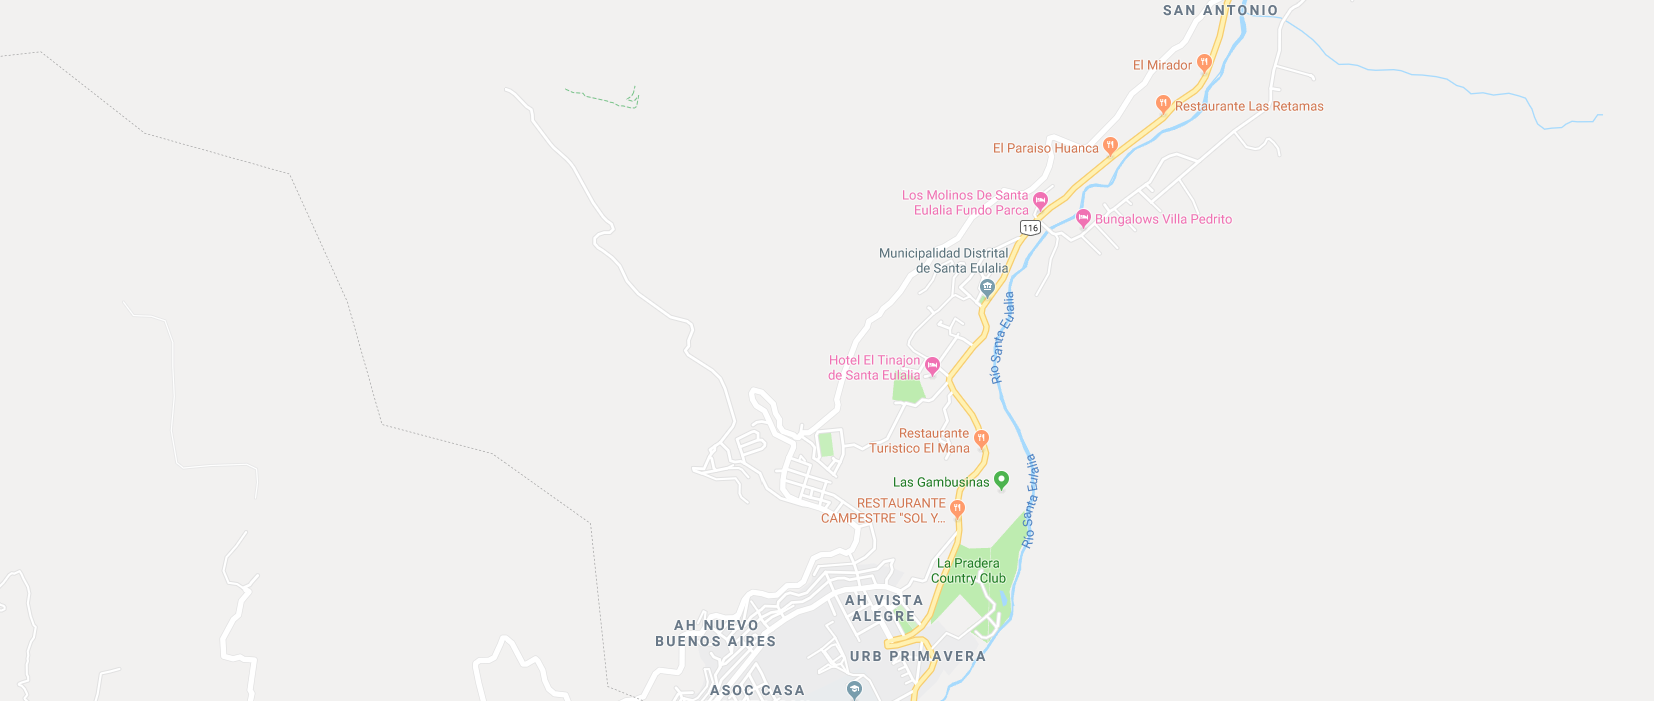 SAN ANTONIO
El Mirador
Restaurante Las Retamas
El Paraiso Huanca
Los Molinos De Santa
Eulalia Fundo Parca
Bungalows Villa Pedrito
116
Municipalidad Distrital
de Santa Eulalia
Río Santa Eulalia
Hotel El Tinajon
de Santa Eulalia
Restaurante
Turistico El Mana
Las Gambusinas
Río Santa Eulalia
RESTAURANTE
CAMPESTRE "SOL Y...
La Pradera
Country Club
AH VISTA
ALEGRE
AH NUEVO
BUENOS AIRES
URB PRIMAVERA
ASOC CASA